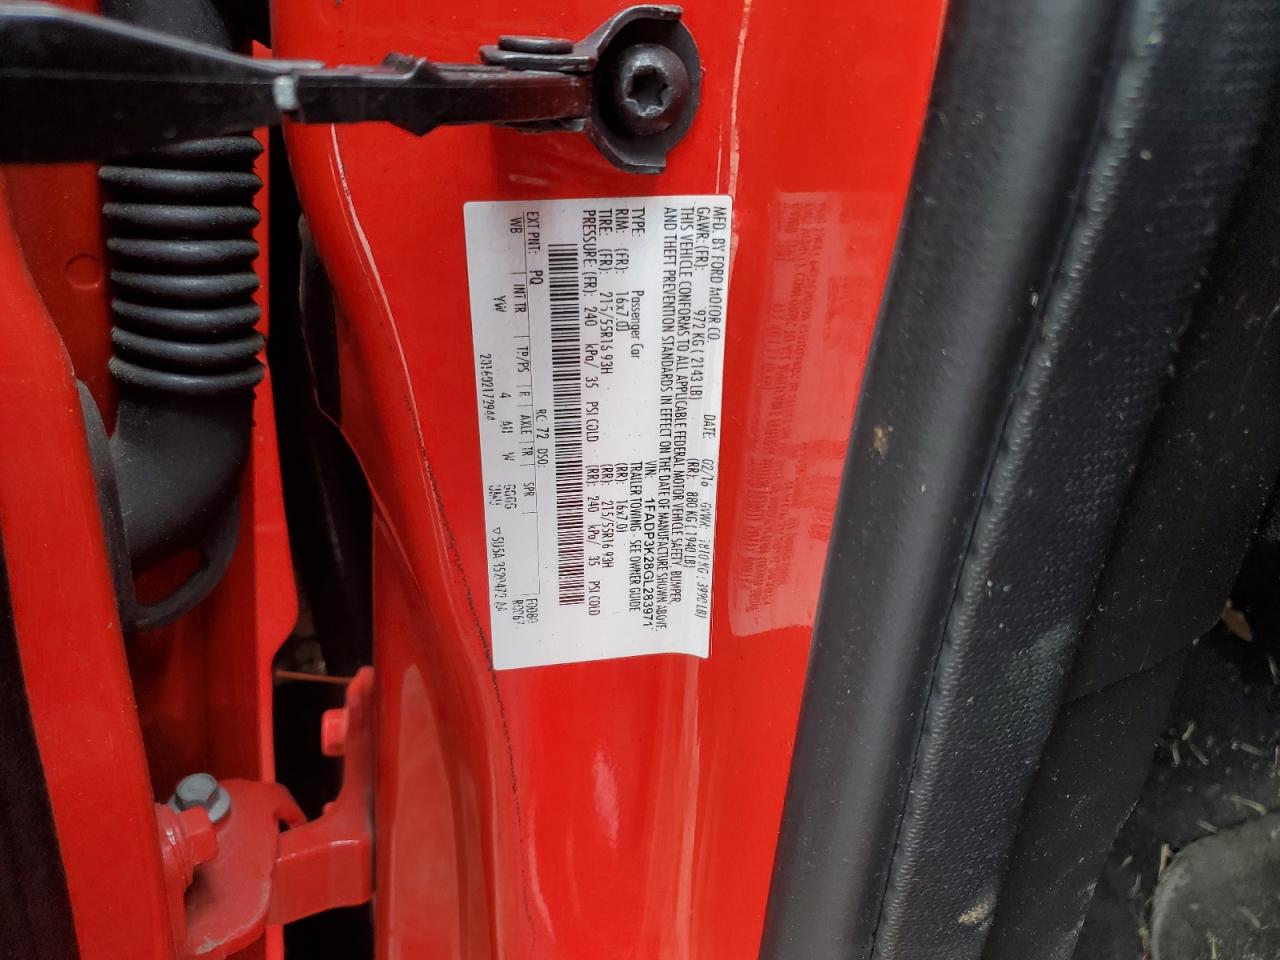 MFD. BY FORD MOTOR CO. DATE: 02/16 GVWR: 1810 KG ( 3990 LB)
GAWR: (FR): 972 KG ( 2143 LB) (RR): 880 KG ( 1940 LB)
THIS VEHICLE CONFORMS TO ALL APPLICABLE FEDERAL MOTOR VEHICLE SAFETY, BUMPER
AND THEFT PREVENTION STANDARDS IN EFFECT ON THE DATE OF MANUFACTURE SHOWN ABOVE.
VIN: 1FADP3K28GL283971
TYPE: Passenger Car TRAILER TOWING - SEE OWNER GUIDE
RIM: (FR): 16x7.0J (RR): 16x7.0J
TIRE: (FR): 215/55R16 93H (RR): 215/55R16 93H
PRESSURE: (FR): 240 kPa/ 35 PSI COLD (RR): 240 kPa/ 35 PSI COLD
RC: 72 DSO:
EXT PNT: PQ
WB INT TR TP/PS R AXLE TR SPR
YW 4 W GGGG